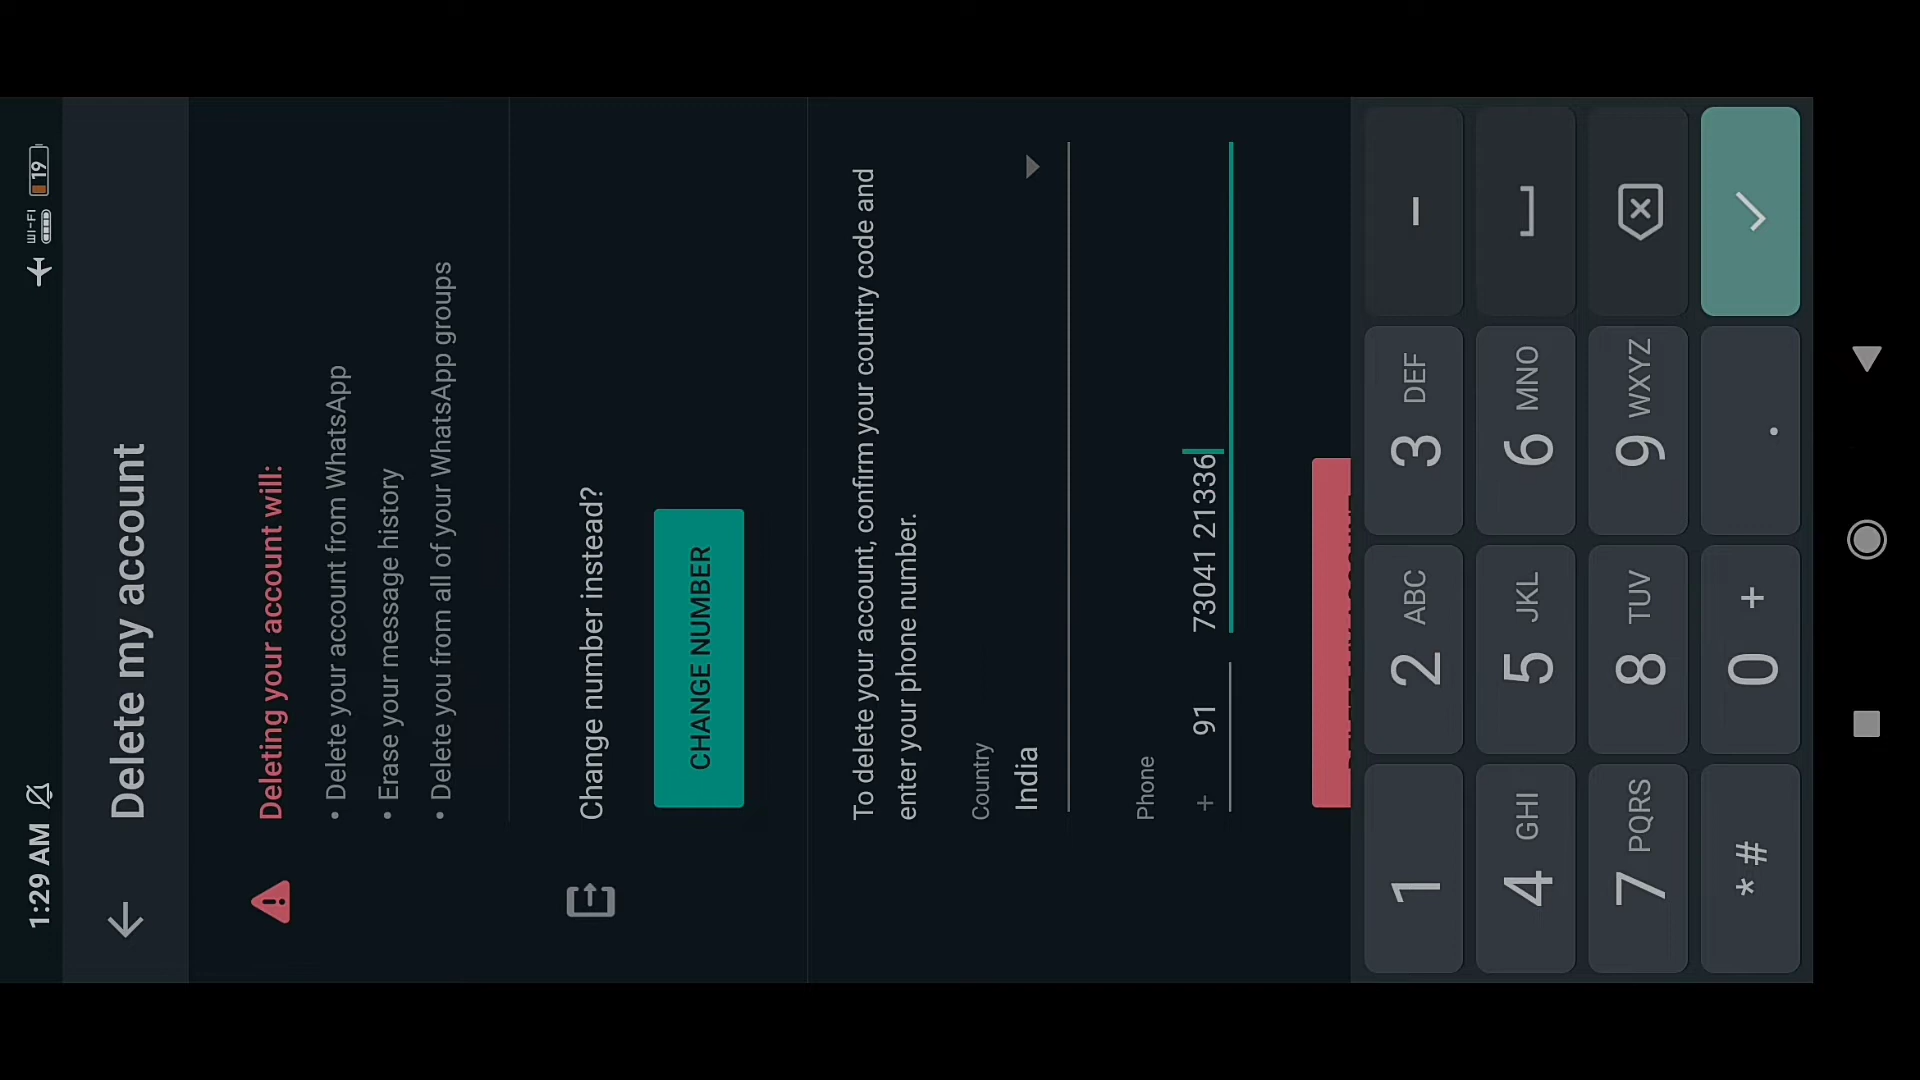 1:29 AM
WI-FI
19
Delete my account
Deleting your account will:
• Delete your account from WhatsApp
• Erase your message history
• Delete you from all of your WhatsApp groups
Change number instead?
CHANGE NUMBER
To delete your account, confirm your country code and
enter your phone number.
Country
India
Phone
+ 91 73041 21336
1 2 ABC 3 DEF -
4 GHI 5 JKL 6 MNO
7 PQRS 8 TUV 9 WXYZ
* # 0 + .